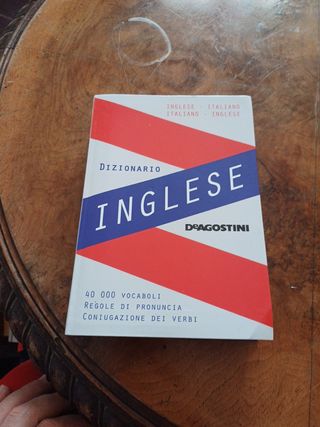 INGLESE - ITALIANO
ITALIANO - INGLESE
DIZIONARIO
INGLESE
DeAGOSTINI
40 000 VOCABOLI
REGOLE DI PRONUNCIA
CONIUGAZIONE DEI VERBI